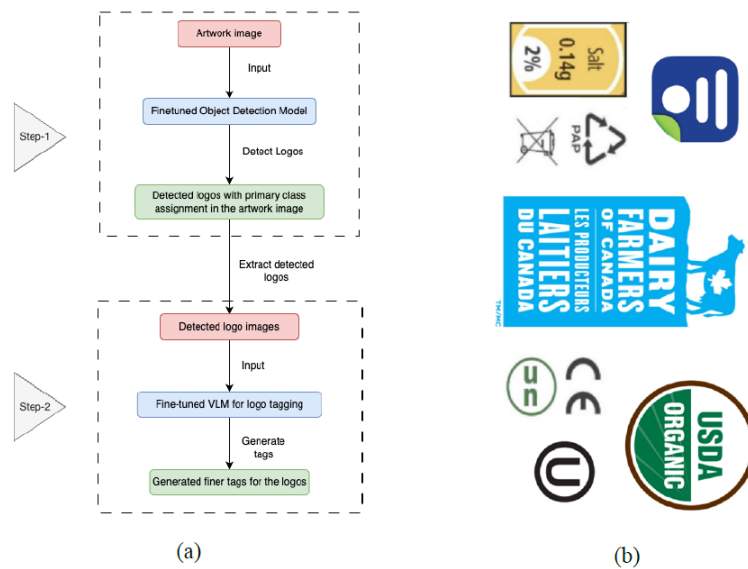 Artwork image
Input
Step-1
Finetuned Object Detection Model
Detect Logos
Detected logos with primary class
assignment in the artwork image
Extract detected
logos
Detected logo images
Input
Step-2
Fine-tuned VLM for logo tagging
Generate
tags
Generated finer tags for the logos
(a)
Salt
0.14g
2%
PAP
DAIRY
FARMERS
OF CANADA
LES PRODUCTEURS
LAITIERS
DU CANADA
TM/MC
un
CE
U
USDA
ORGANIC
(b)